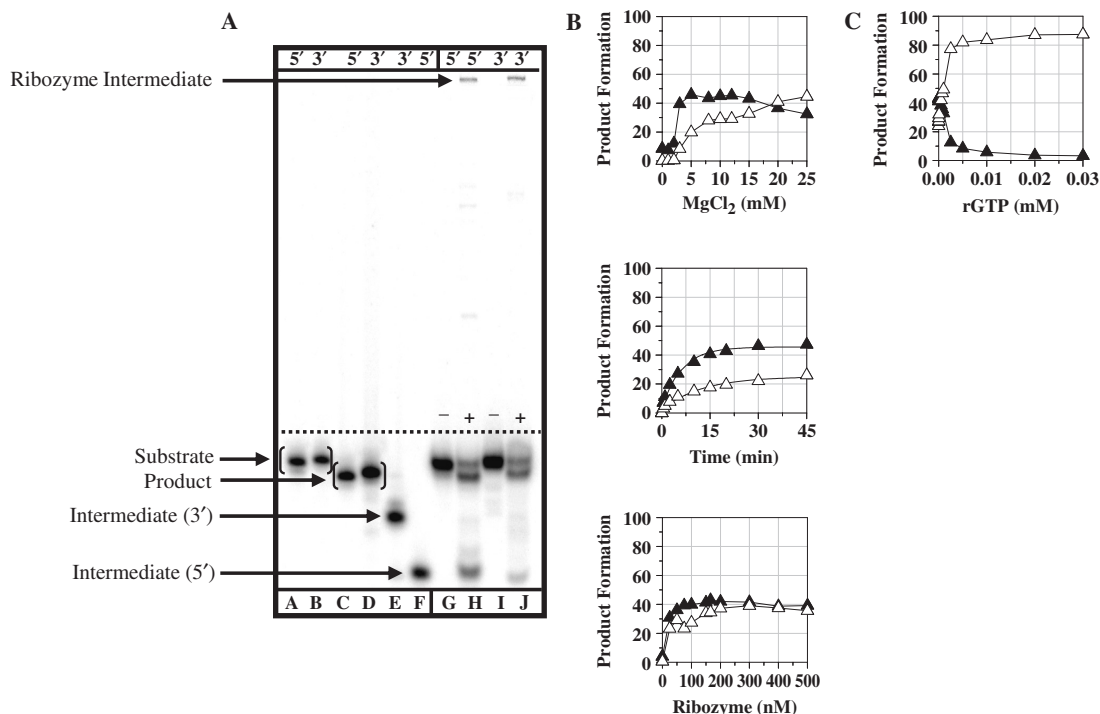 A
5′ 3′ 5′ 3′ 3′ 5′ 5′ 5′ 3′ 3′
Ribozyme Intermediate
− + − +
Substrate
Product
Intermediate (3′)
Intermediate (5′)
A B C D E F G H I J
B
Product Formation
100
80
60
40
20
0
0 5 10 15 20 25
MgCl2 (mM)
Product Formation
100
80
60
40
20
0
0 15 30 45
Time (min)
Product Formation
100
80
60
40
20
0
0 100 200 300 400 500
Ribozyme (nM)
C
Product Formation
100
80
60
40
20
0
0.00 0.01 0.02 0.03
rGTP (mM)